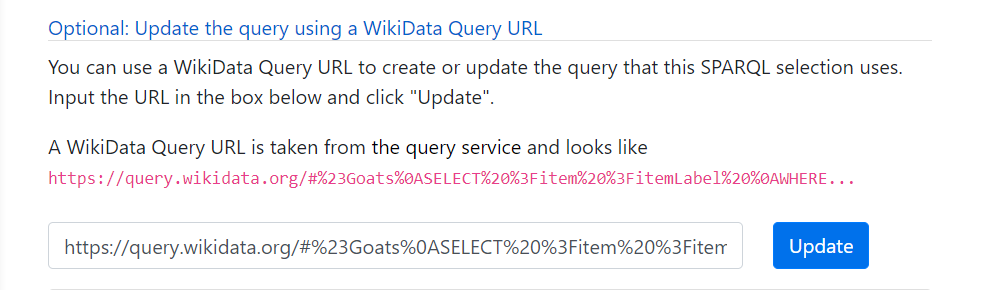 Optional: Update the query using a WikiData Query URL
You can use a WikiData Query URL to create or update the query that this SPARQL selection uses.
Input the URL in the box below and click "Update".
A WikiData Query URL is taken from the query service and looks like
https://query.wikidata.org/#%23Goats%0ASELECT%20%3Fitem%20%3FitemLabel%20%0AWHERE...
https://query.wikidata.org/#%23Goats%0ASELECT%20%3Fitem%20%3Fitem
Update